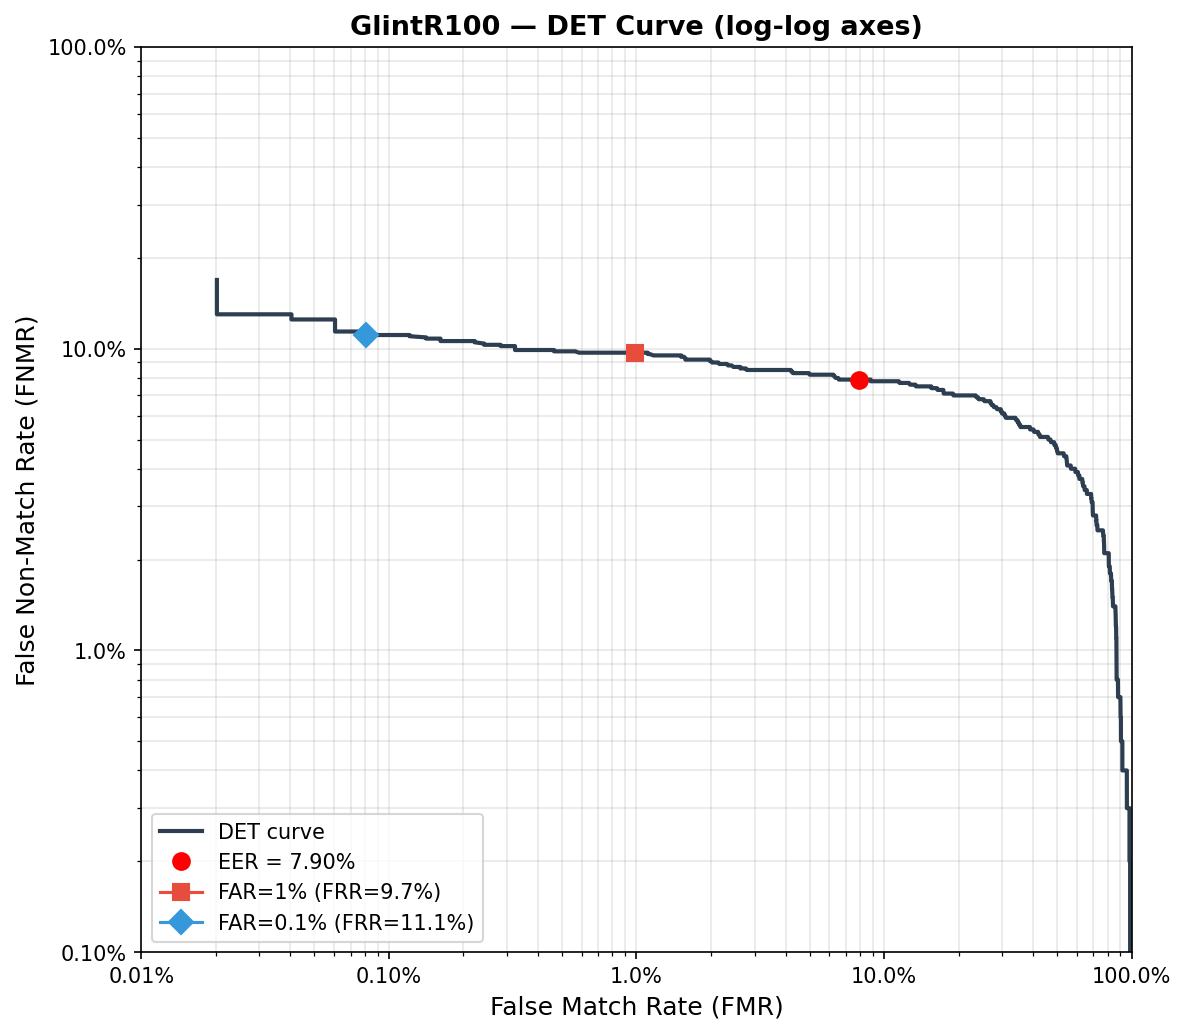 GlintR100 — DET Curve (log-log axes)
100.0%
10.0%
1.0%
0.10%
False Non-Match Rate (FNMR)
DET curve
EER = 7.90%
FAR=1% (FRR=9.7%)
FAR=0.1% (FRR=11.1%)
0.01%
0.10%
1.0%
10.0%
100.0%
False Match Rate (FMR)